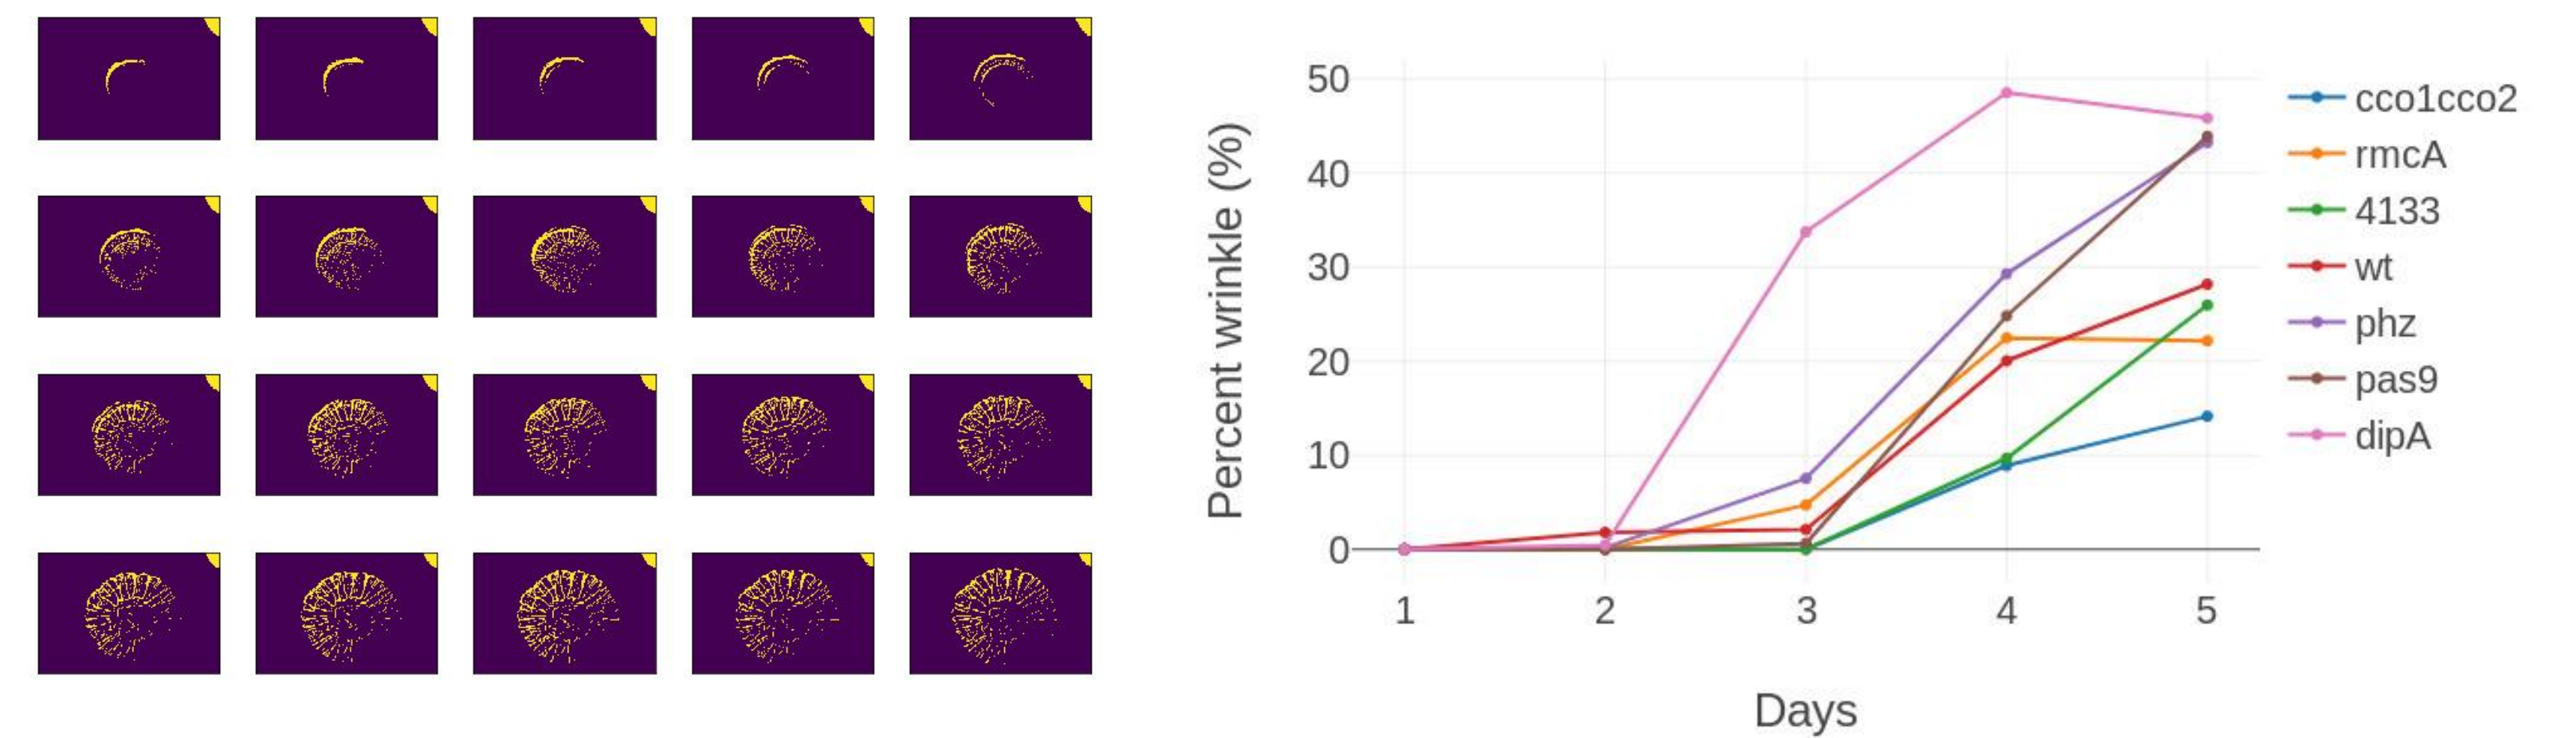 Percent wrinkle (%)
50
40
30
20
10
0
1 2 3 4 5
Days
cco1cco2
rmcA
4133
wt
phz
pas9
dipA